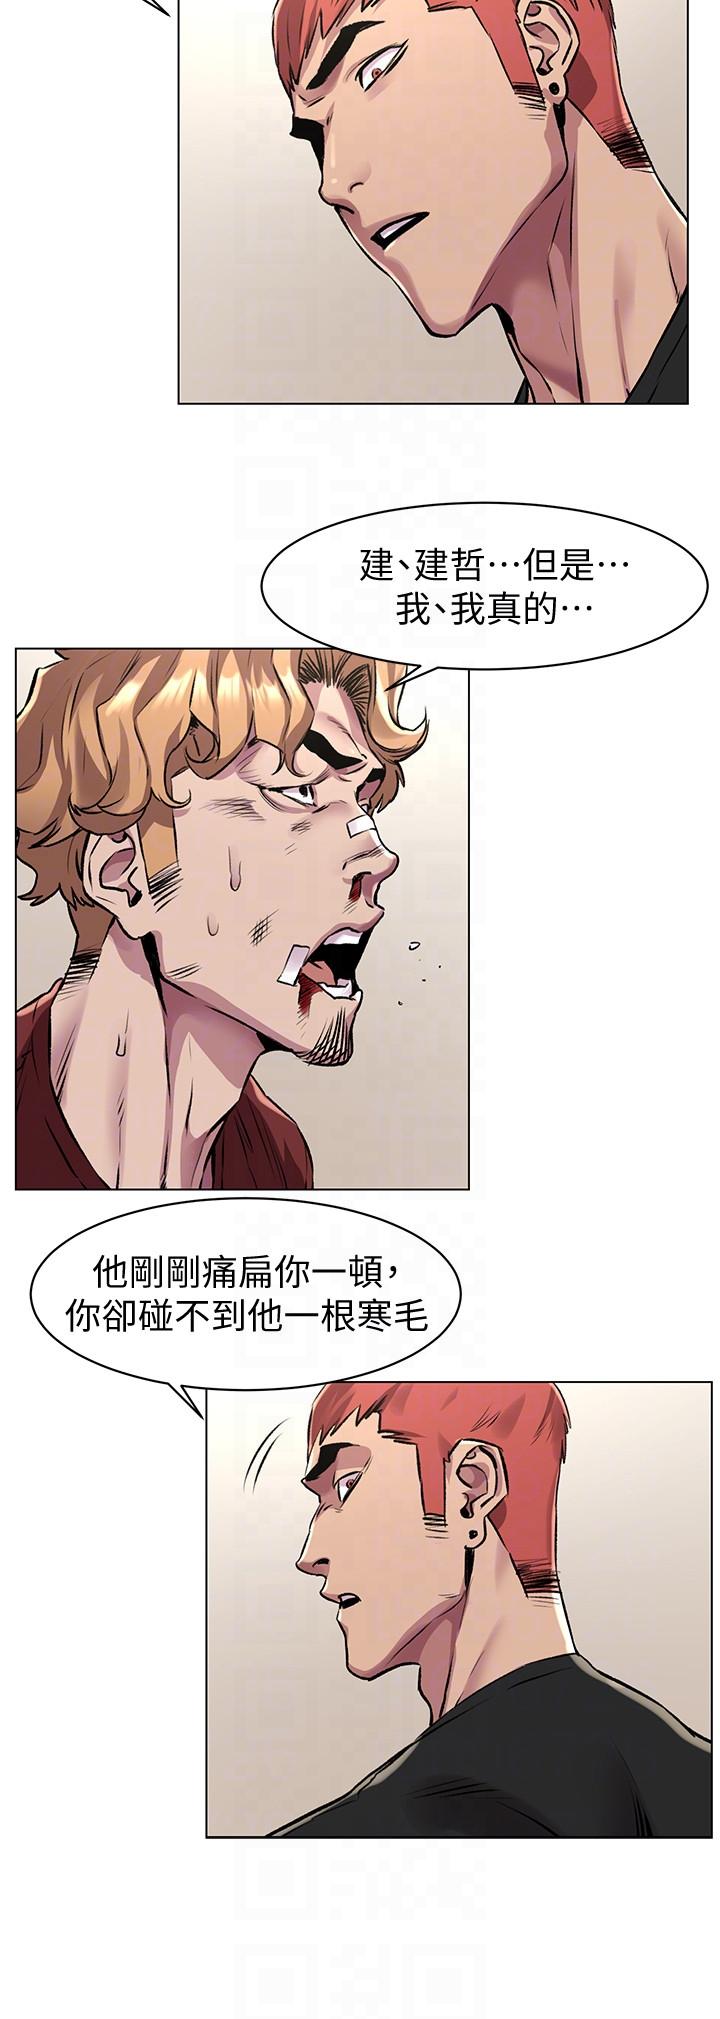 建、建哲…但是…
我、我真的…
他剛剛痛扁你一頓，
你卻碰不到他一根寒毛